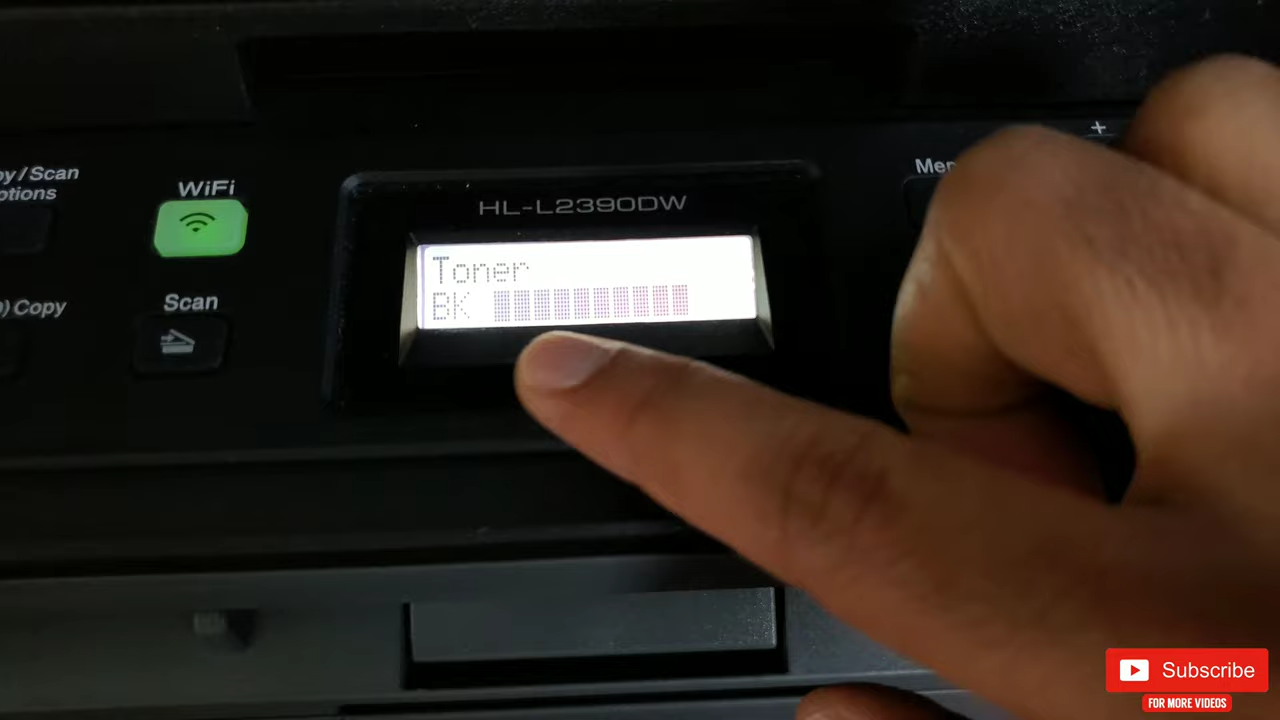 py / Scan
ptions
WiFi
HL-L2390DW
Toner
BK
Copy
Scan
+
Subscribe
FOR MORE VIDEOS